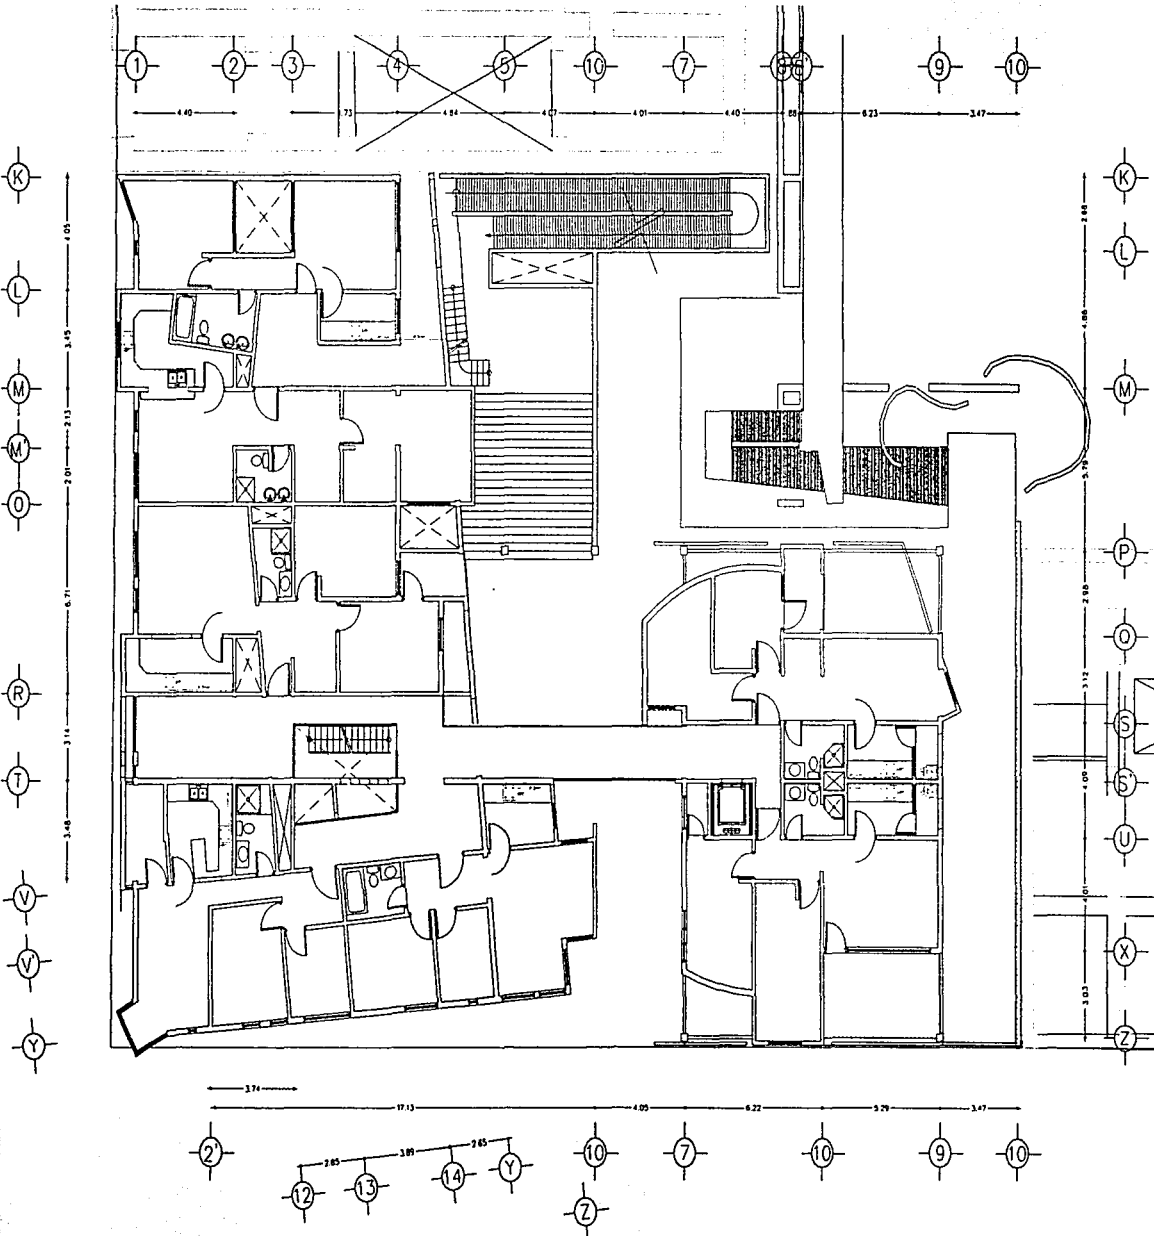 1 2 3 4 5 10 7 9 10
4.40 .73 4.84 4.07 4.01 4.40 .88 6.23 3.47
K K
4.05 2.88
L
L
3.45 4.88
M M
2.13
M'
2.01 5.78
O
P
6.71 2.98
Q
R 3.12
S
3.14
T S'
4.09
3.48 U
V 4.01
V' X
3.03
Y Z
3.74
17.13 4.05 6.22 5.29 3.47
2' 10 7 10 9 10
2.85 3.89 2.65
12 13 14 Y
Z